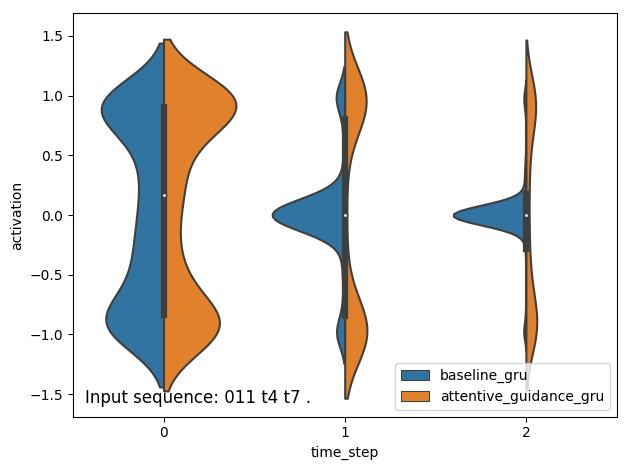 1.5
1.0
0.5
0.0
−0.5
−1.0
−1.5
activation
Input sequence: 011 t4 t7 .
baseline_gru
attentive_guidance_gru
0
1
2
time_step